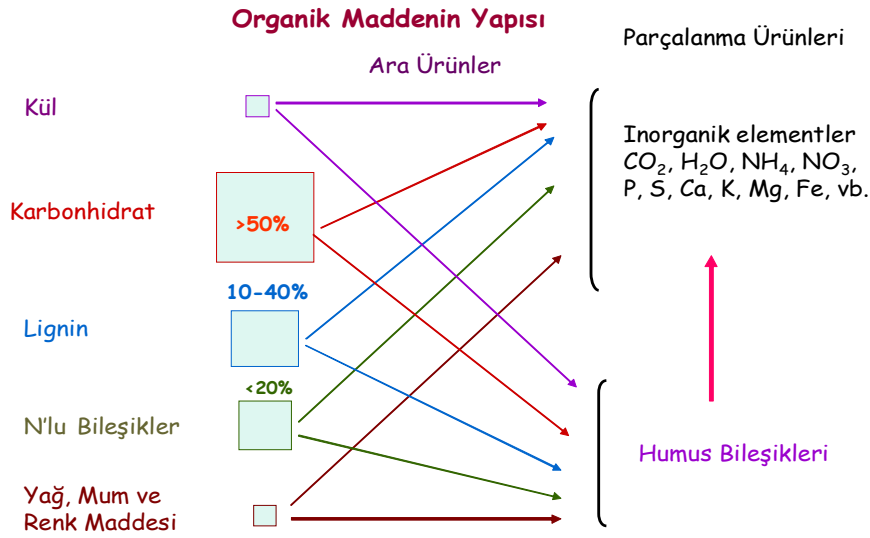 Organik Maddenin Yapısı
Parçalanma Ürünleri
Ara Ürünler
Kül
Inorganik elementler
CO₂, H₂O, NH₄, NO₃,
P, S, Ca, K, Mg, Fe, vb.
Karbonhidrat
>50%
10-40%
Lignin
<20%
N'lu Bileşikler
Humus Bileşikleri
Yağ, Mum ve
Renk Maddesi